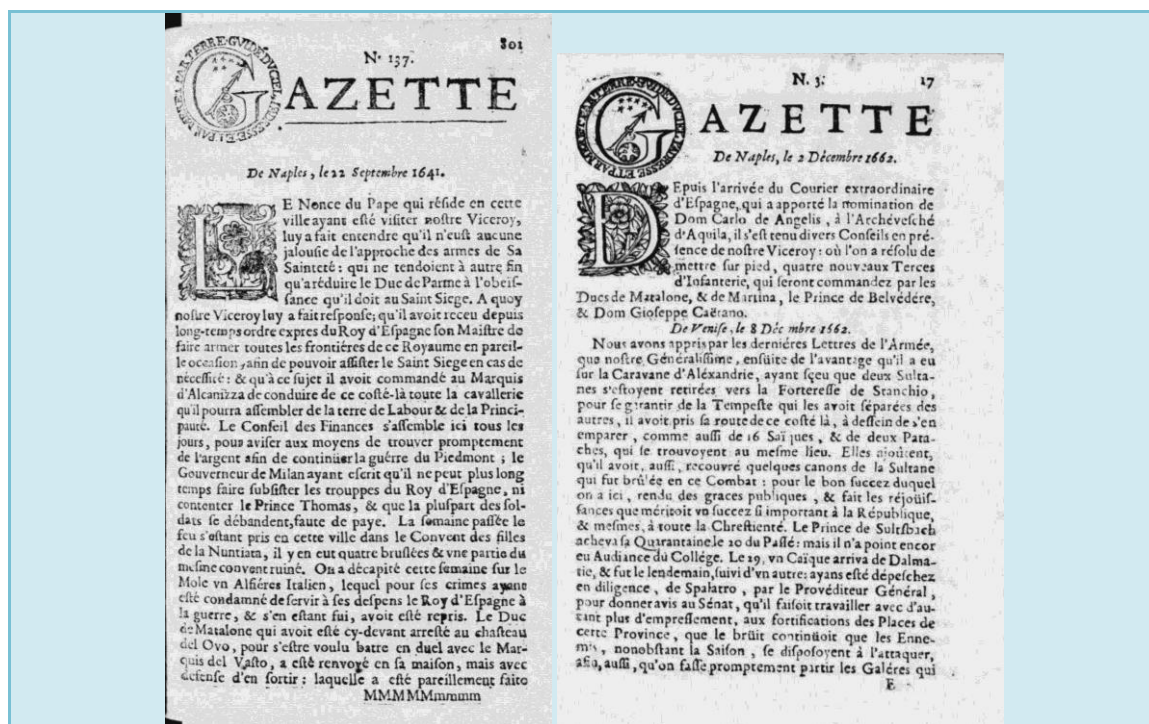 801
N° 137.
GAZETTE
De Naples, le 22 Septembre 1641.
LE Nonce du Pape qui réſide en cette
ville ayant eſté viſiter noſtre Viceroy,
luy a fait entendre qu'il n'euſt aucune
jalouſie de l'approche des armes de Sa
Sainteté : qui ne tendoient à autre fin
qu'a réduire le Duc de Parme à l'obeiſ-
ſance qu'il doit au Saint Siege. A quoy
noſtre Viceroy luy a fait reſponſe; qu'il avoit receu depuis
long-temps ordre expres du Roy d'Eſpagne ſon Maiſtre de
faire armer toutes les frontiéres de ce Royaume en pareil-
le occaſion, afin de pouvoir aſſiſter le Saint Siege en cas de
néceſſité : & qu'à ce ſujet il avoit commandé au Marquis
d'Alcanizza de conduire de ce coſté-là toute la cavallerie
qu'il pourra aſſembler de la terre de Labour & de la Princi-
pauté. Le Conſeil des Finances s'aſſemble ici tous les
jours, pour aviſer aux moyens de trouver promptement
de l'argent afin de continüer la guérre du Piedmont ; le
Gouverneur de Milan ayant eſcrit qu'il ne peut plus long
temps faire ſubſiſter les trouppes du Roy d'Eſpagne, ni
contenter le Prince Thomas, & que la pluſpart des ſol-
dats ſe débandent, faute de paye. La ſemaine paſſée le
feu s'eſtant pris en cette ville dans le Convent des filles
de la Nuntiata, il y en eut quatre bruſlées & vne partie du
meſme convent ruiné. On a décapité cette ſemaine ſur le
Mole vn Alfiéres Italien, lequel pour ſes crimes ayant
eſté condamné de ſervir à ſes deſpens le Roy d'Eſpagne à
la guerre, & s'en eſtant fui, avoit eſté repris. Le Duc
de Matalone qui avoit eſté cy-devant arreſté au chaſteau
del Ovo, pour s'eſtre voulu batre en duel avec le Mar-
quis del Vaſto, a eſté renvoyé en ſa maiſon, mais avec
défenſe d'en ſortir : laquelle a eſté pareillement faite
MMMMMmmmm
N. 3. 17
GAZETTE
De Naples, le 2 Décembre 1662.
DEpuis l'arrivée du Courier extraordinaire
d'Eſpagne, qui a apporté la nomination de
Dom Carlo de Angelis, à l'Archéveſché
d'Aquila, il s'eſt tenu divers Conſeils en pré-
ſence de noſtre Viceroy : où l'on a réſolu de
mettre ſur pied, quatre nouveaux Terces
d'Infanterie, qui ſeront commandez par les
Ducs de Matalone, & de Martina, le Prince de Belvédére,
& Dom Gioſeppe Caëtano.
De Veniſe, le 8 Déc mbre 1662.
Nous avons appris par les derniéres Lettres de l'Armée,
que noſtre Généraliſſime, enſüite de l'avantage qu'il a eu
ſur la Caravane d'Aléxandrie, ayant ſçeu que deux Sulta-
nes s'eſtoyent retirées vers la Fortereſſe de Stanchio,
pour ſe garantir de la Tempeſte qui les avoit ſéparées des
autres, il avoit pris ſa route de ce coſté là, à deſſein de s'en
emparer, comme auſſi de 16 Saïques, & de deux Pata-
ches, qui ſe trouvoyent au meſme lieu. Elles ajoûtent,
qu'il avoit, auſſi, recouvré quelques canons de la Sultane
qui fut brûlée en ce Combat : pour le bon ſuccez duquel
on a ici, rendu des graces publiques, & fait les réjoüiſ-
ſances que méritoit vn ſuccez ſi important à la République,
& meſmes, à toute la Chreſtienté. Le Prince de Sultſbach
acheva ſa Quarantaine le 20 du Paſſé : mais il n'a point encor
eu Audiance du Collége. Le 19, vn Caïque arriva de Dalma-
tie, & fut le lendemain, ſuivi d'vn autre: ayans eſté dépeſchez
en diligence, de Spalatro, par le Provéditeur Général,
pour donner avis au Sénat, qu'il faiſoit travailler avec d'au-
tant plus d'empreſſement, aux fortifications des Places de
cette Province, que le brüit continüoit que les Enne-
mis, nonobſtant la Saiſon, ſe diſpoſoyent à l'attaquer,
afin, auſſi, qu'on faſſe promptement partir les Galéres qui
E